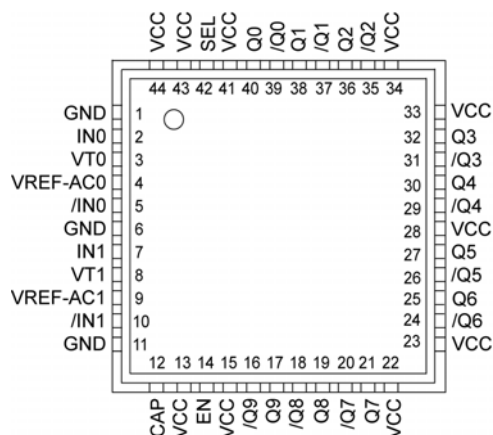 VCC VCC SEL VCC Q0 /Q0 Q1 /Q1 Q2 /Q2 VCC
44 43 42 41 40 39 38 37 36 35 34
GND 1 33 VCC
IN0 2 32 Q3
VT0 3 31 /Q3
VREF-AC0 4 30 Q4
/IN0 5 29 /Q4
GND 6 28 VCC
IN1 7 27 Q5
VT1 8 26 /Q5
VREF-AC1 9 25 Q6
/IN1 10 24 /Q6
GND 11 23 VCC
12 13 14 15 16 17 18 19 20 21 22
CAP VCC EN VCC /Q9 Q9 /Q8 Q8 /Q7 Q7 VCC